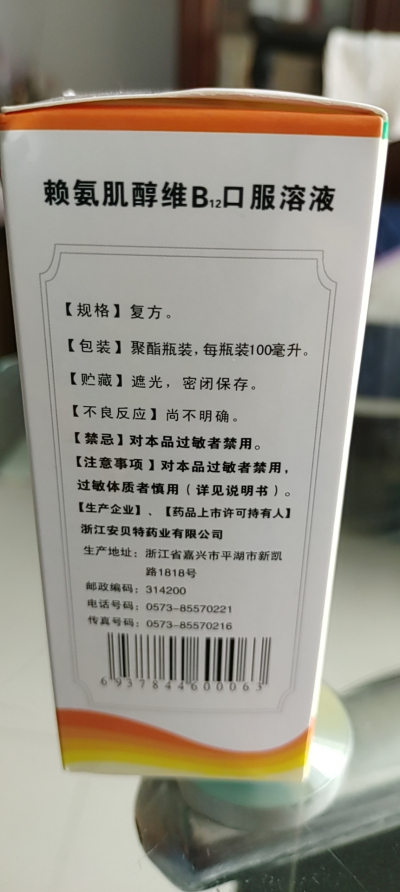 赖氨肌醇维B12口服溶液
【规格】复方。
【包装】聚酯瓶装，每瓶装100毫升。
【贮藏】遮光，密闭保存。
【不良反应】尚不明确。
【禁忌】对本品过敏者禁用。
【注意事项】对本品过敏者禁用，
过敏体质者慎用（详见说明书）。
【生产企业】、【药品上市许可持有人】
浙江安贝特药业有限公司
生产地址：浙江省嘉兴市平湖市新凯
路1818号
邮政编码：314200
电话号码：0573-85570221
传真号码：0573-85570216
6937844600063